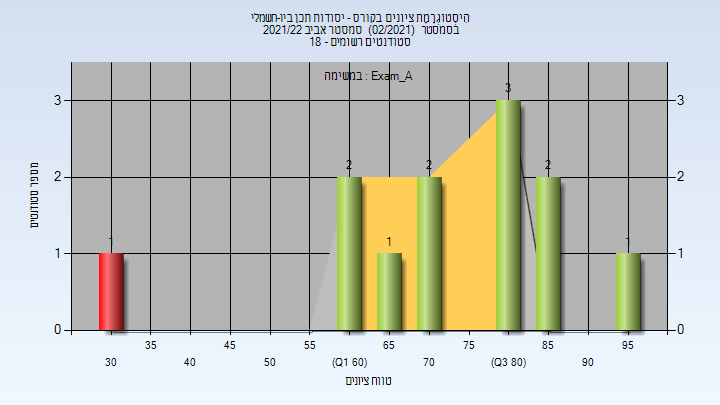 היסטוגרמת ציונים בקורס - יסודות תכן ביו-חשמלי
בסמסטר (02/2021) סמסטר אביב 2021/22
סטודנטים רשומים - 18
במשימה : Exam_A
מספר סטודנטים
3
2
1
0
3
2
1
0
1
2
1
2
3
2
1
35 45 55 65 75 85 95
30 40 50 (Q1 60) 70 (Q3 80) 90
טווח ציונים